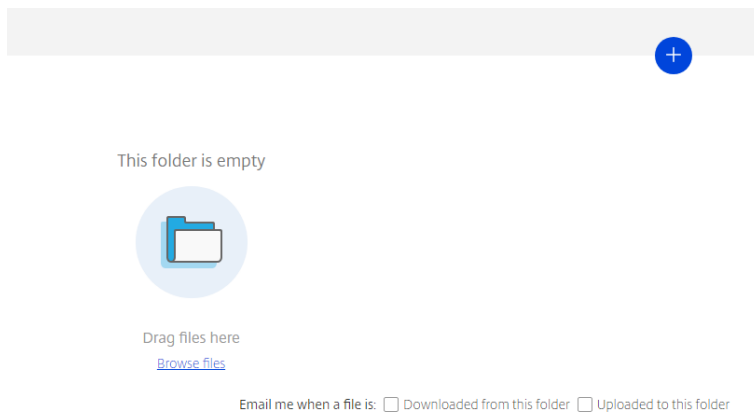 This folder is empty
Drag files here
Browse files
Email me when a file is: Downloaded from this folder Uploaded to this folder